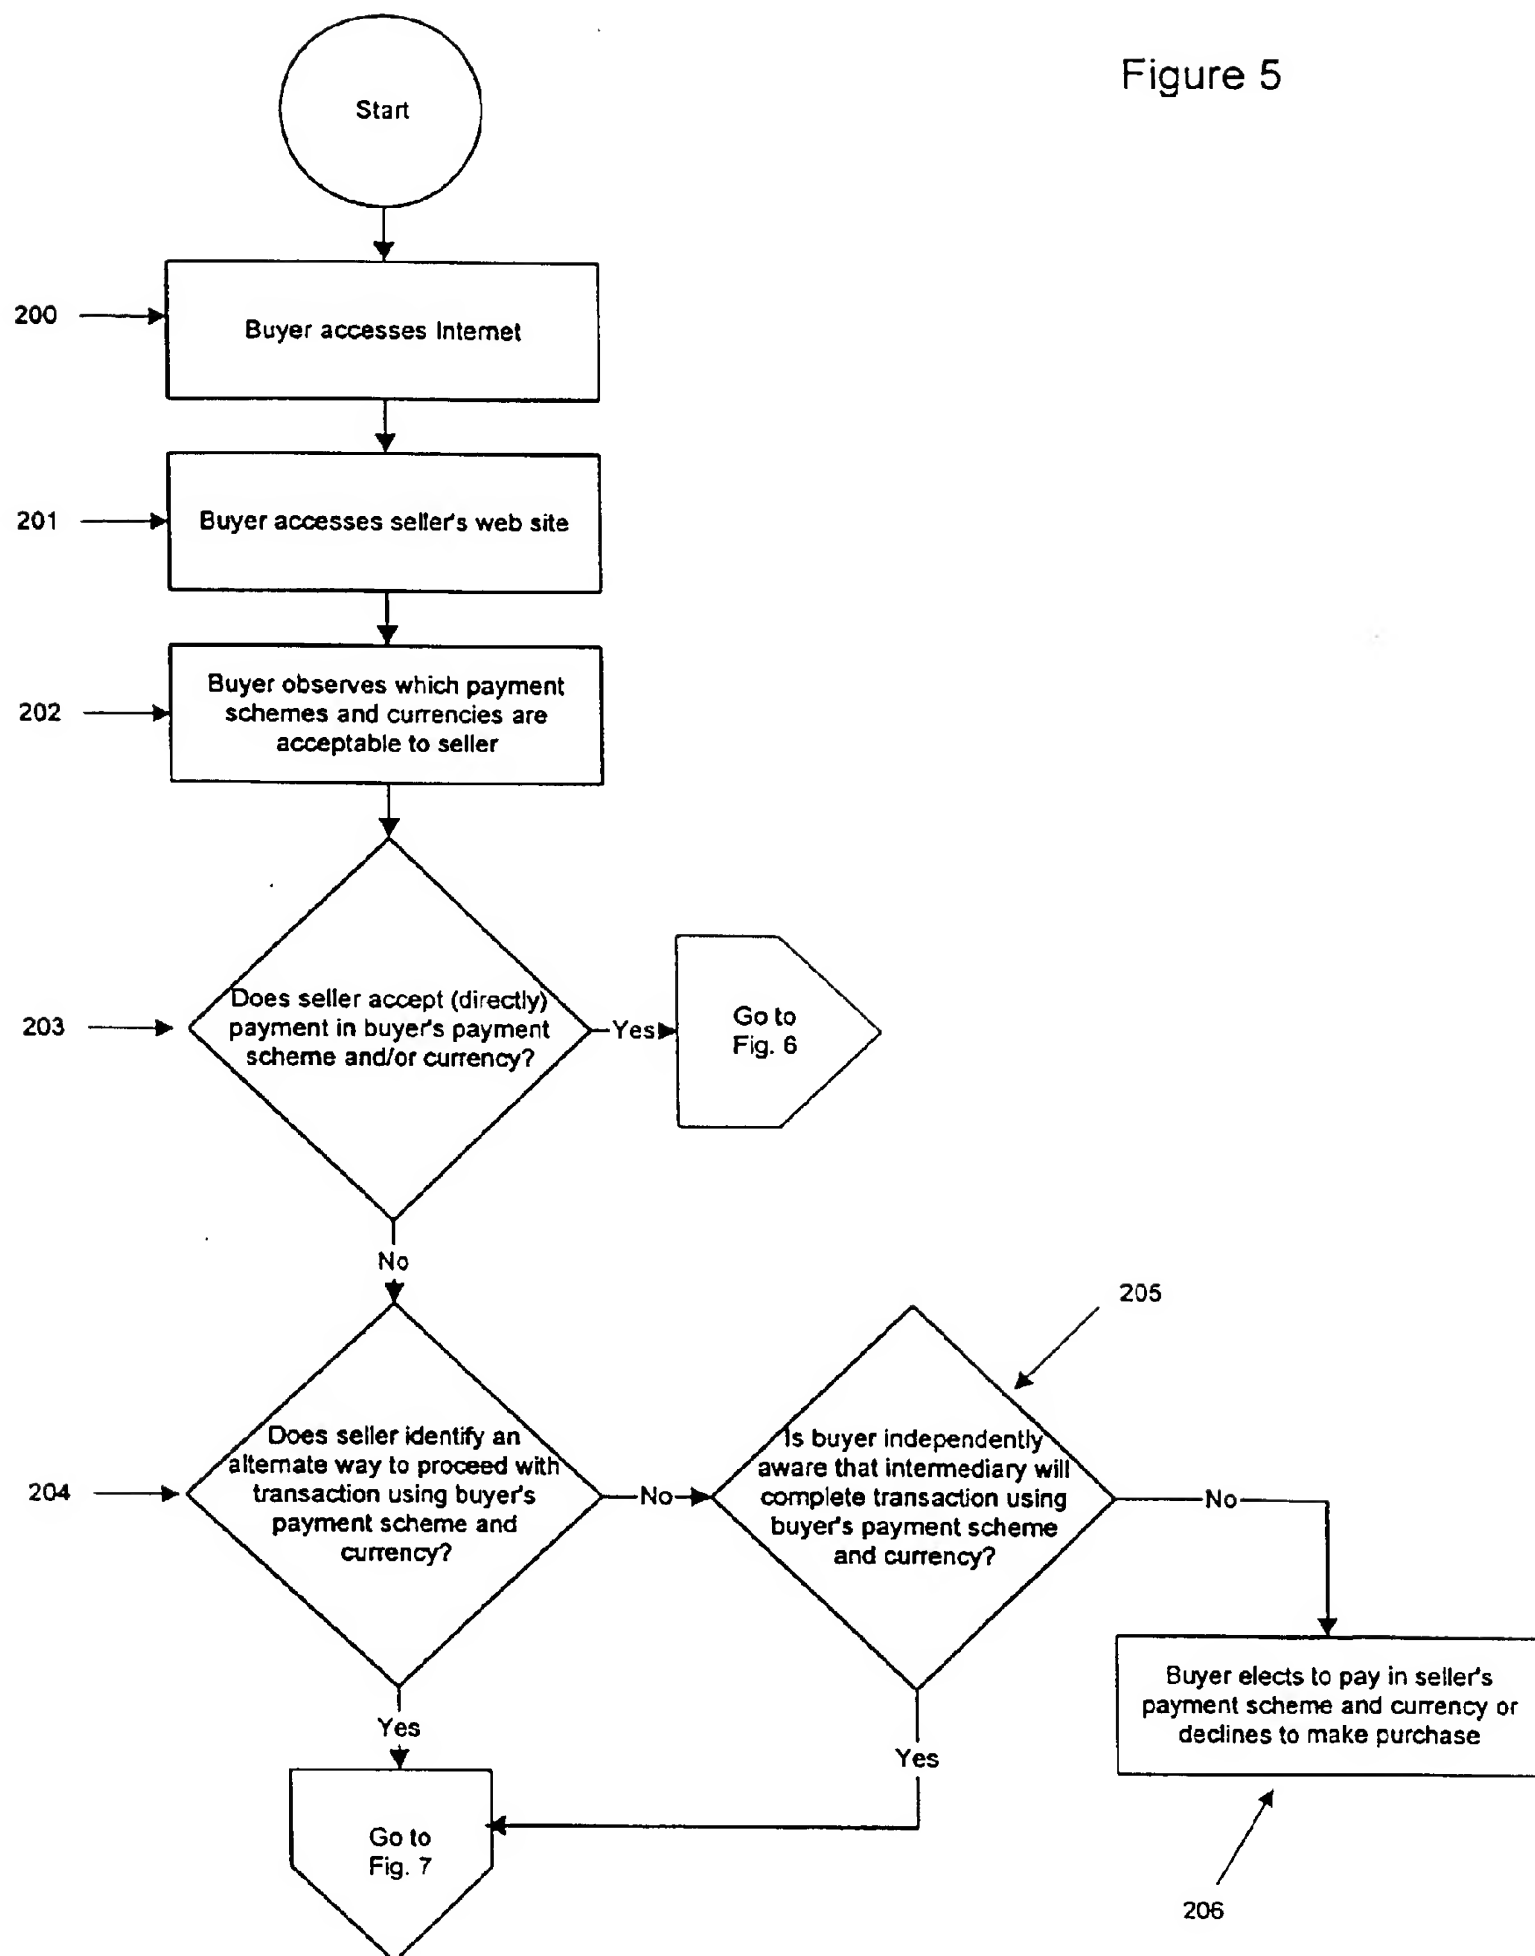 Figure 5
Start
200
Buyer accesses Internet
201
Buyer accesses seller's web site
202
Buyer observes which payment
schemes and currencies are
acceptable to seller
203
Does seller accept (directly)
payment in buyer's payment
scheme and/or currency?
Yes
Go to
Fig. 6
No
204
Does seller identify an
alternate way to proceed with
transaction using buyer's
payment scheme and
currency?
No
205
Is buyer independently
aware that intermediary will
complete transaction using
buyer's payment scheme
and currency?
No
Yes
Yes
Go to
Fig. 7
Buyer elects to pay in seller's
payment scheme and currency or
declines to make purchase
206